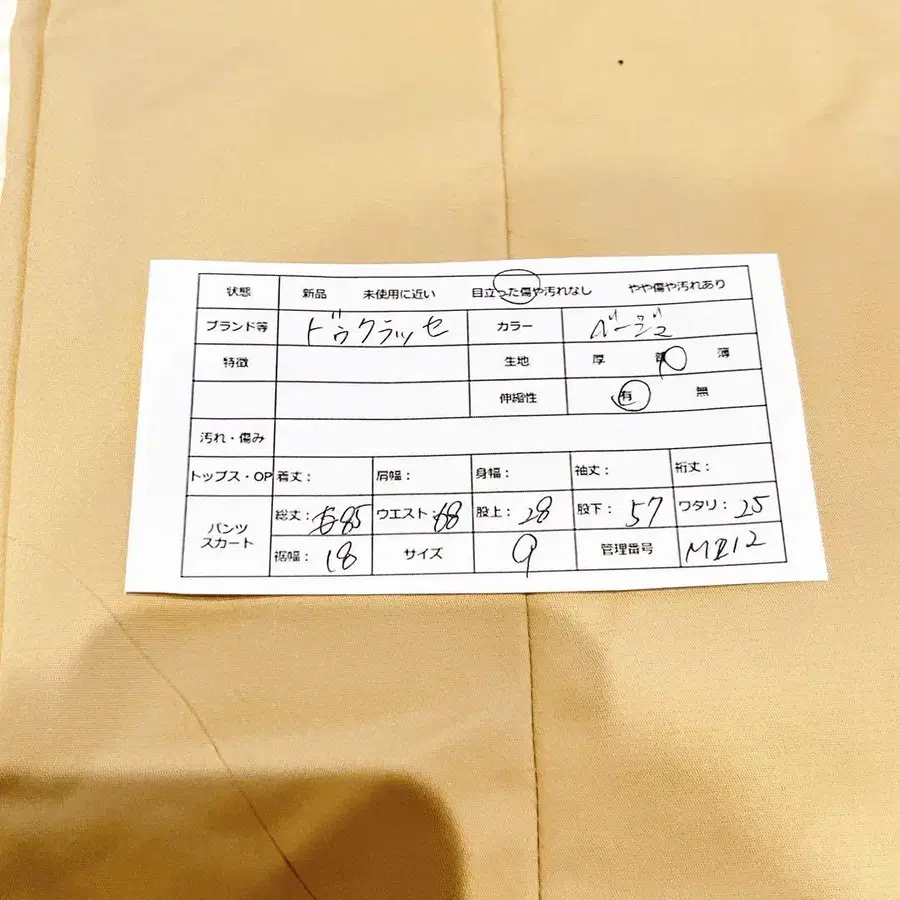 状態 新品 未使用に近い 目立った傷や汚れなし やや傷や汚れあり
ブランド等 ドゥクラッセ カラー ベージュ
特徴 生地 厚 普 薄
伸縮性 有 無
汚れ・傷み
トップス・OP 着丈: 肩幅: 身幅: 袖丈: 裄丈:
パンツ スカート 総丈: 85 ウエスト: 68 股上: 28 股下: 57 ワタリ: 25
裾幅: 18 サイズ 9 管理番号